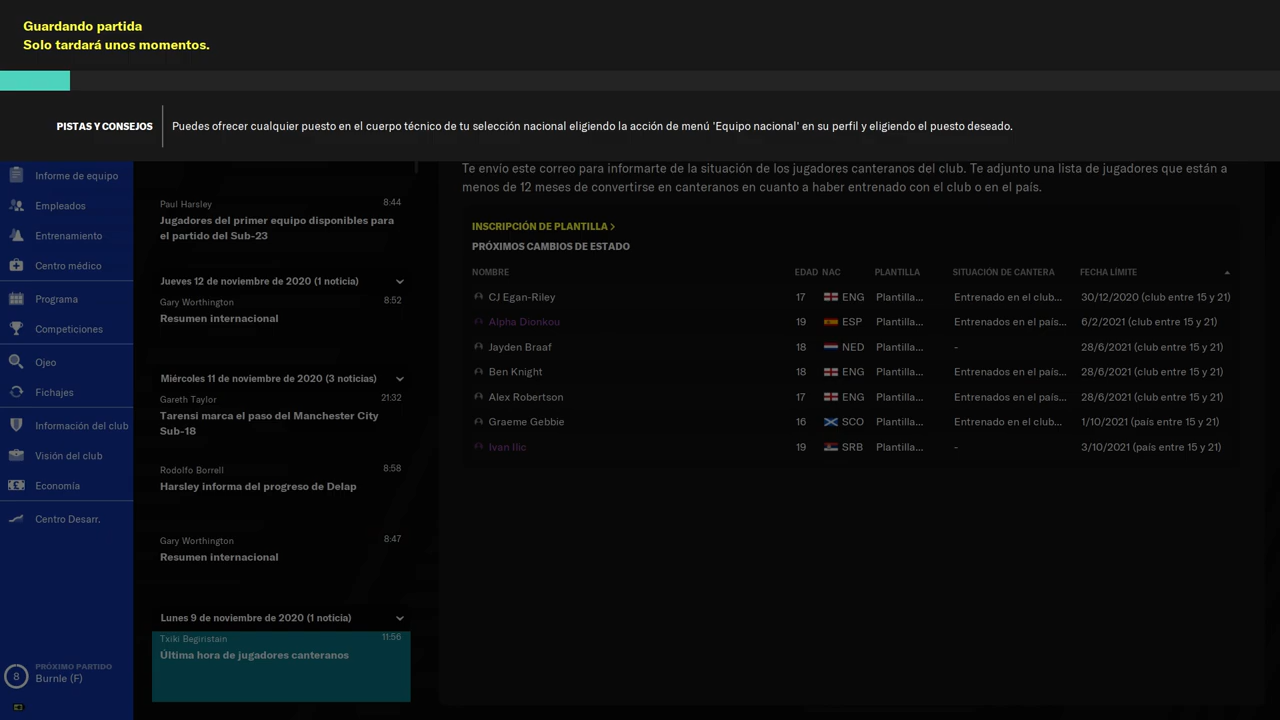 Guardando partida
Solo tardará unos momentos.
PISTAS Y CONSEJOS
Puedes ofrecer cualquier puesto en el cuerpo técnico de tu selección nacional eligiendo la acción de menú 'Equipo nacional' en su perfil y eligiendo el puesto deseado.
Informe de equipo
Empleados
Entrenamiento
Centro médico
Programa
Competiciones
Ojeo
Fichajes
Información del club
Visión del club
Economía
Centro Desarr.
8
PRÓXIMO PARTIDO
Burnle (F)
Paul Harsley 8:44
Jugadores del primer equipo disponibles para
el partido del Sub-23
Jueves 12 de noviembre de 2020 (1 noticia)
Gary Worthington 8:52
Resumen internacional
Miércoles 11 de noviembre de 2020 (3 noticias)
Gareth Taylor 21:32
Tarensi marca el paso del Manchester City
Sub-18
Rodolfo Borrell 8:58
Harsley informa del progreso de Delap
Gary Worthington 8:47
Resumen internacional
Lunes 9 de noviembre de 2020 (1 noticia)
Txiki Begiristain 11:56
Última hora de jugadores canteranos
Te envío este correo para informarte de la situación de los jugadores canteranos del club. Te adjunto una lista de jugadores que están a
menos de 12 meses de convertirse en canteranos en cuanto a haber entrenado con el club o en el país.
INSCRIPCIÓN DE PLANTILLA >
PRÓXIMOS CAMBIOS DE ESTADO
NOMBRE EDAD NAC PLANTILLA SITUACIÓN DE CANTERA FECHA LÍMITE
CJ Egan-Riley 17 ENG Plantilla... Entrenado en el club... 30/12/2020 (club entre 15 y 21)
Alpha Dionkou 19 ESP Plantilla... Entrenados en el país... 6/2/2021 (club entre 15 y 21)
Jayden Braaf 18 NED Plantilla... - 28/6/2021 (club entre 15 y 21)
Ben Knight 18 ENG Plantilla... Entrenados en el país... 28/6/2021 (club entre 15 y 21)
Alex Robertson 17 ENG Plantilla... Entrenados en el país... 28/6/2021 (club entre 15 y 21)
Graeme Gebbie 16 SCO Plantilla... Entrenado en el club... 1/10/2021 (país entre 15 y 21)
Ivan Ilic 19 SRB Plantilla... - 3/10/2021 (país entre 15 y 21)